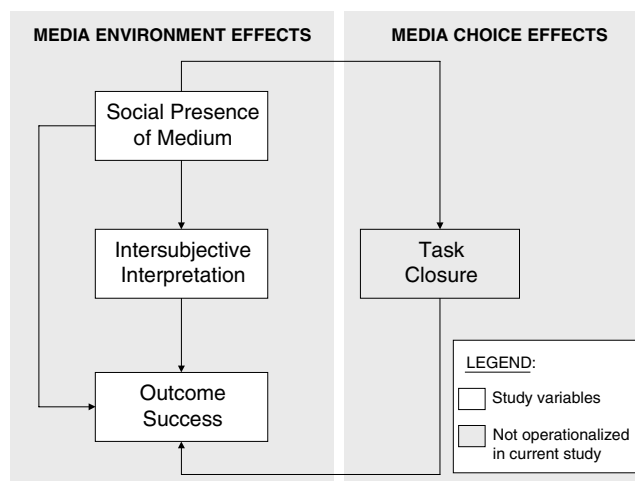 MEDIA ENVIRONMENT EFFECTS
MEDIA CHOICE EFFECTS
Social Presence
of Medium
Intersubjective
Interpretation
Task
Closure
Outcome
Success
LEGEND:
Study variables
Not operationalized
in current study